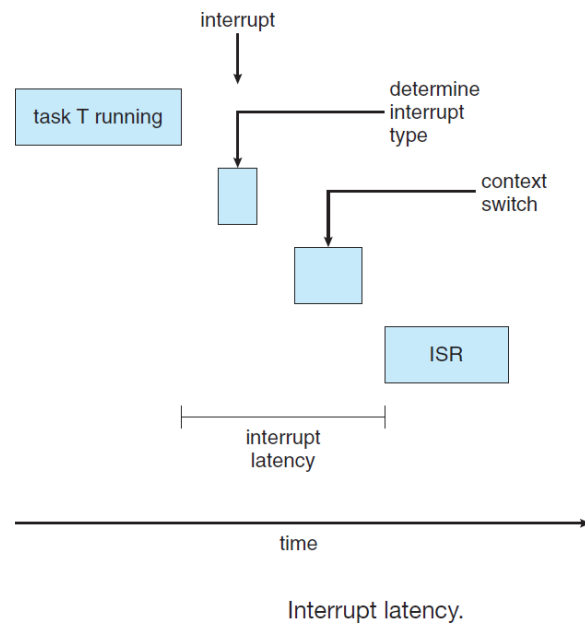 interrupt
task T running
determine
interrupt
type
context
switch
ISR
interrupt
latency
time
Interrupt latency.